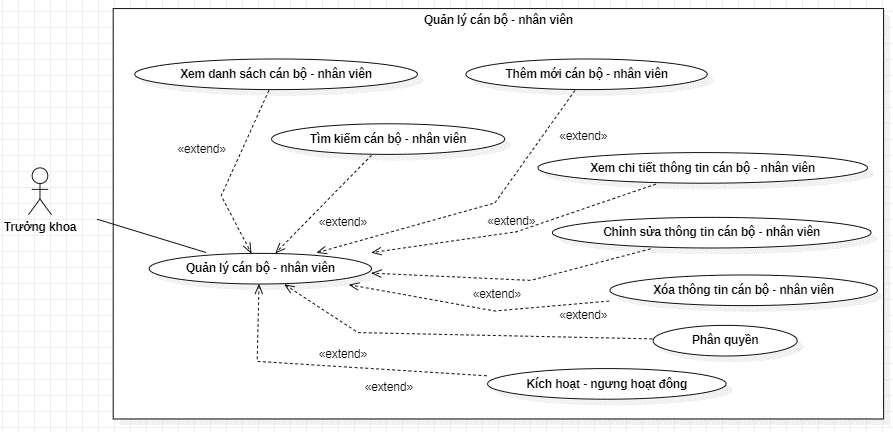 Quản lý cán bộ - nhân viên
Xem danh sách cán bộ - nhân viên
Thêm mới cán bộ - nhân viên
«extend»
«extend»
Tìm kiếm cán bộ - nhân viên
Xem chi tiết thông tin cán bộ - nhân viên
Trưởng khoa
«extend»
«extend»
Chỉnh sửa thông tin cán bộ - nhân viên
Quản lý cán bộ - nhân viên
«extend»
Xóa thông tin cán bộ - nhân viên
«extend»
Phân quyền
«extend»
«extend»
Kích hoạt - ngưng hoạt đông